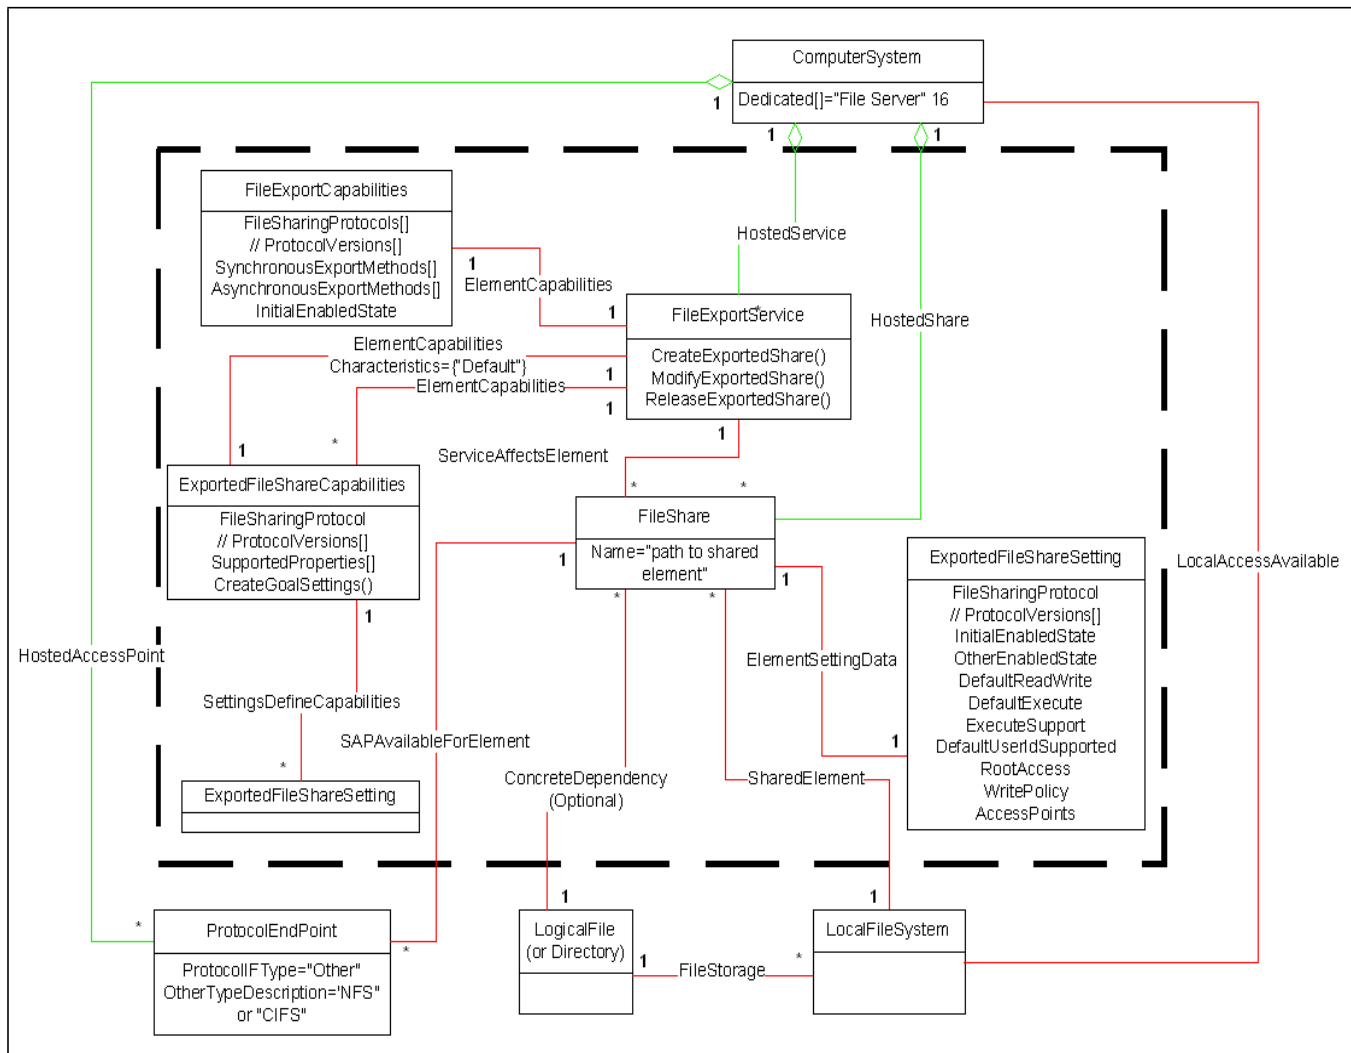 ComputerSystem
Dedicated[]="File Server" 16
1
1
1
FileExportCapabilities
FileSharingProtocols[]
// ProtocolVersions[]
SynchronousExportMethods[]
AsynchronousExportMethods[]
InitialEnabledState
1
ElementCapabilities
1
HostedService
*
HostedShare
FileExportService
CreateExportedShare()
ModifyExportedShare()
ReleaseExportedShare()
ElementCapabilities
Characteristics={"Default"}
1
ElementCapabilities
1
1
*
1
ServiceAffectsElement
*
*
ExportedFileShareCapabilities
FileSharingProtocol
// ProtocolVersions[]
SupportedProperties[]
CreateGoalSettings()
1
FileShare
Name="path to shared
element"
1
1
*
*
ExportedFileShareSetting
FileSharingProtocol
// ProtocolVersions[]
InitialEnabledState
OtherEnabledState
DefaultReadWrite
DefaultExecute
ExecuteSupport
DefaultUserIdSupported
RootAccess
WritePolicy
AccessPoints
LocalAccessAvailable
HostedAccessPoint
ElementSettingData
1
SettingsDefineCapabilities
*
SAPAvailableForElement
ConcreteDependency
(Optional)
SharedElement
ExportedFileShareSetting
1
1
*
ProtocolEndPoint
*
ProtocolIFType="Other"
OtherTypeDescription='NFS"
or "CIFS"
LogicalFile
(or Directory)
1
FileStorage
*
LocalFileSystem